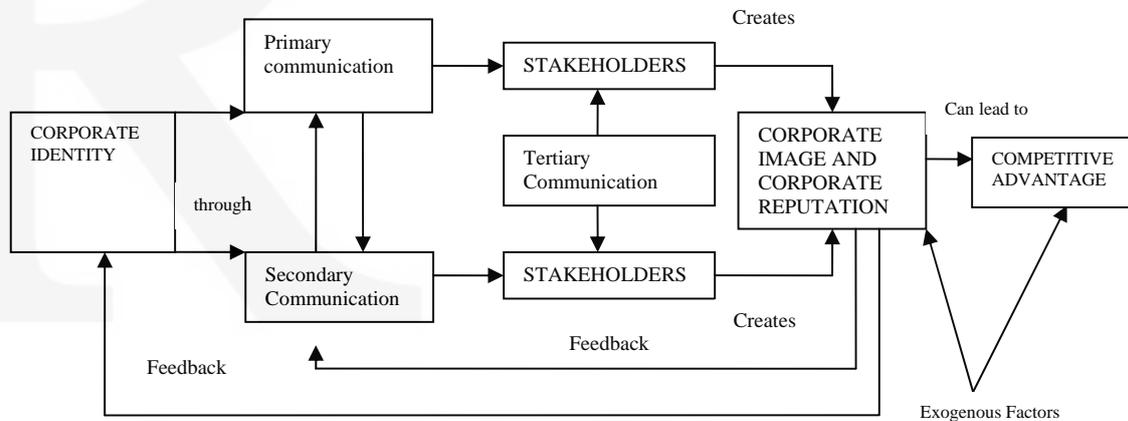 Creates
Primary
communication
STAKEHOLDERS
Can lead to
CORPORATE
IDENTITY
CORPORATE
IMAGE AND
CORPORATE
REPUTATION
Tertiary
Communication
COMPETITIVE
ADVANTAGE
through
Secondary
Communication
STAKEHOLDERS
Creates
Feedback
Feedback
Exogenous Factors